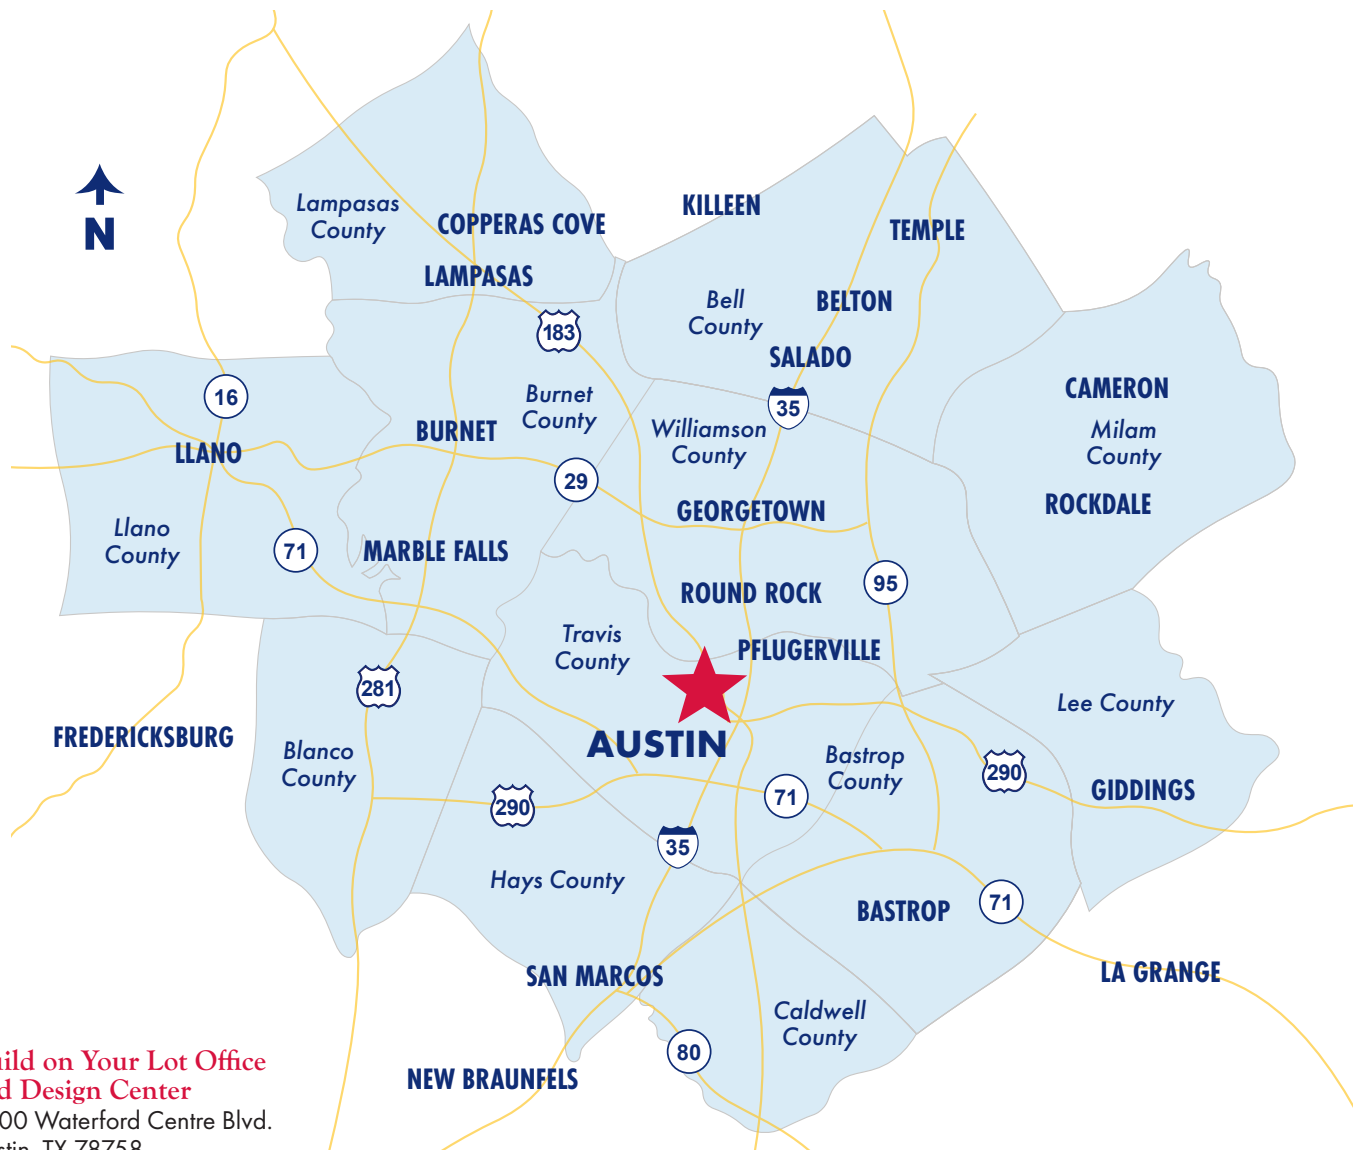 Lampasas
County
COPPERAS COVE
KILLEEN
TEMPLE
N
LAMPASAS
183
Bell
County
BELTON
SALADO
16
Burnet
County
35
CAMERON
LLANO
BURNET
Williamson
County
Milam
County
29
GEORGETOWN
ROCKDALE
Llano
County
71
MARBLE FALLS
ROUND ROCK
95
Travis
County
PFLUGERVILLE
281
Lee County
FREDERICKSBURG
Blanco
County
AUSTIN
Bastrop
County
290
290
71
GIDDINGS
35
Hays County
BASTROP
71
SAN MARCOS
LA GRANGE
Caldwell
County
80
NEW BRAUNFELS
ild on Your Lot Office
d Design Center
00 Waterford Centre Blvd.
stin, TX 78758